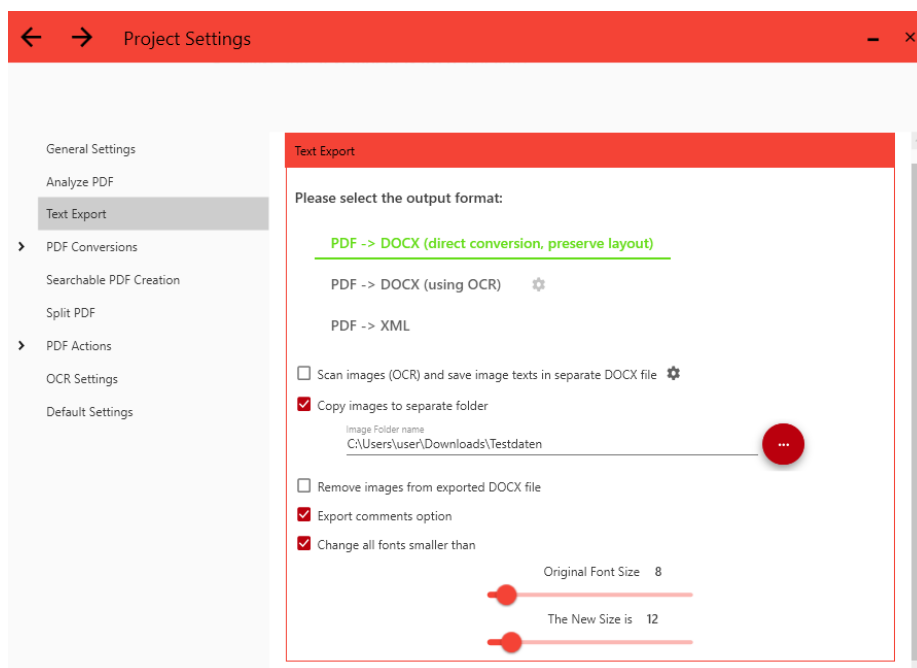 Project Settings
General Settings
Analyze PDF
Text Export
PDF Conversions
Searchable PDF Creation
Split PDF
PDF Actions
OCR Settings
Default Settings
Text Export
Please select the output format:
PDF -> DOCX (direct conversion, preserve layout)
PDF -> DOCX (using OCR)
PDF -> XML
Scan images (OCR) and save image texts in separate DOCX file
Copy images to separate folder
Image Folder name
C:\Users\user\Downloads\Testdaten
...
Remove images from exported DOCX file
Export comments option
Change all fonts smaller than
Original Font Size 8
The New Size is 12